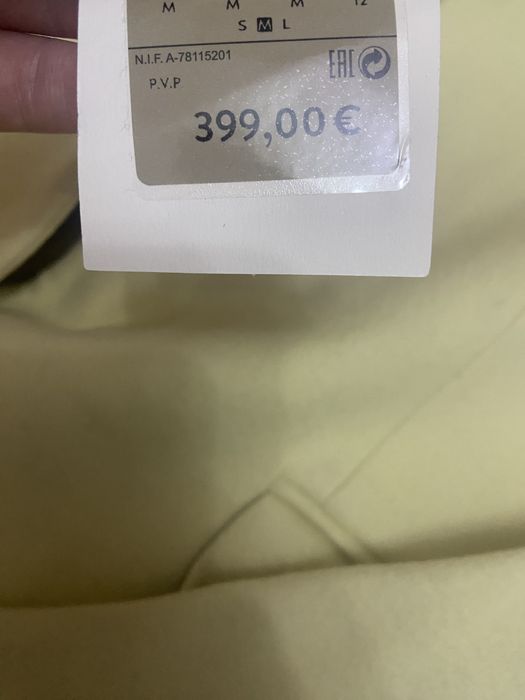 M M M 12
S M L
N.I.F. A-78115201
EAC
P.V.P
399,00 €